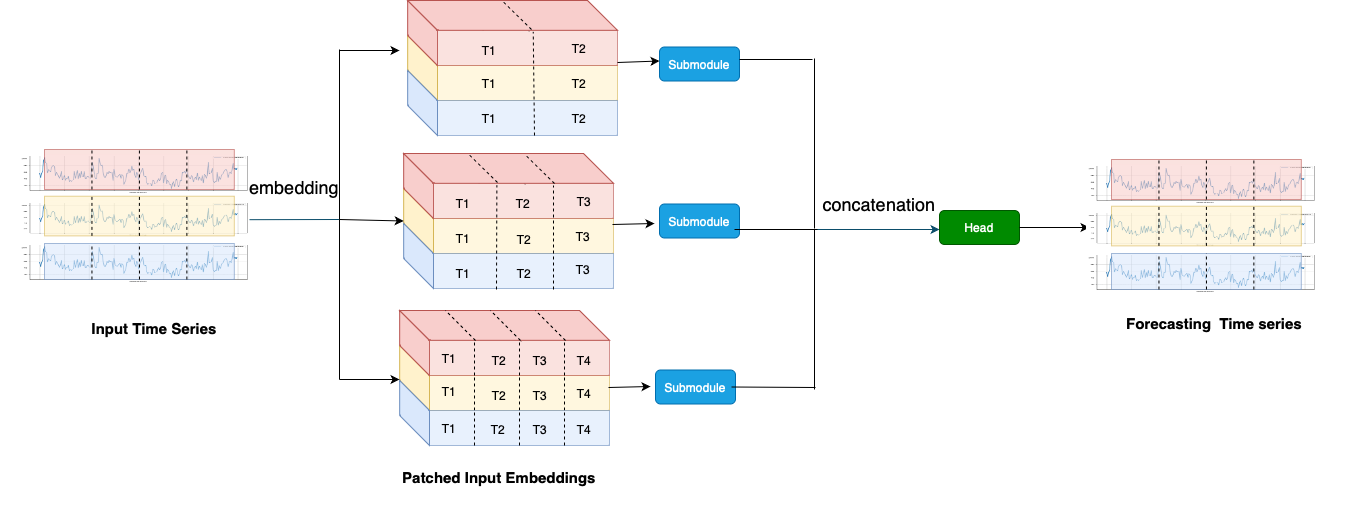 T1 T2
T1 T2
T1 T2
Submodule
embedding
T1 T2 T3
T1 T2 T3
T1 T2 T3
Submodule
concatenation
Head
Input Time Series
Forecasting Time series
T1 T2 T3 T4
T1 T2 T3 T4
T1 T2 T3 T4
Submodule
Patched Input Embeddings